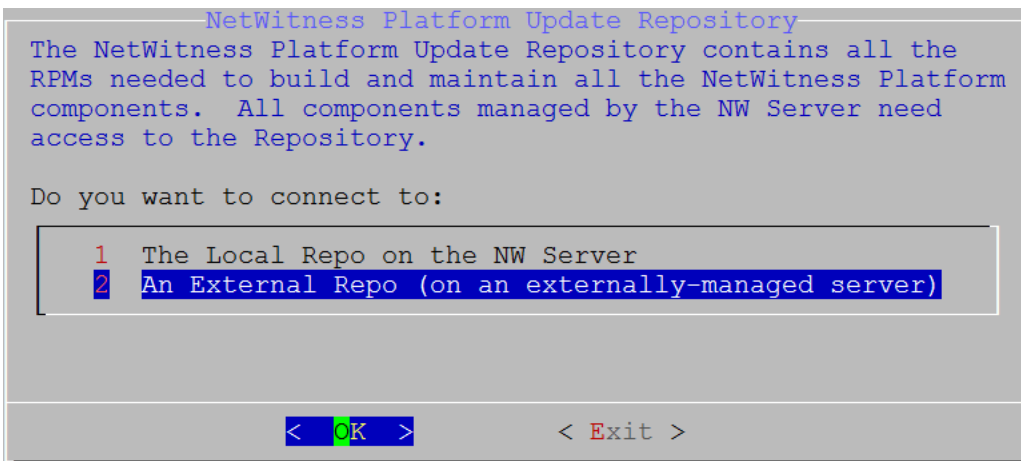 NetWitness Platform Update Repository
The NetWitness Platform Update Repository contains all the
RPMs needed to build and maintain all the NetWitness Platform
components.  All components managed by the NW Server need
access to the Repository.
Do you want to connect to:
1  The Local Repo on the NW Server
2  An External Repo (on an externally-managed server)
<  OK  >  < Exit >